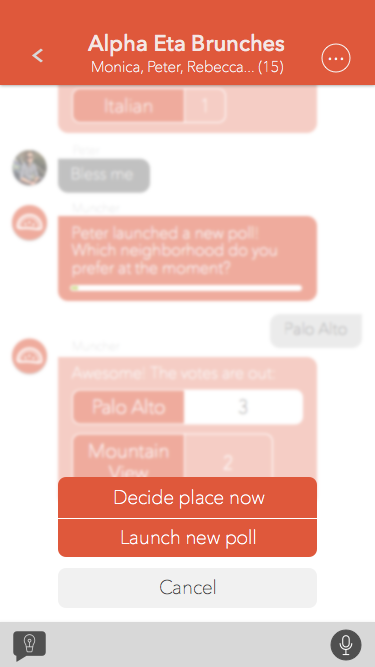 Alpha Eta Brunches
Monica, Peter, Rebecca... (15)
Italian 1
Bless me
Muncher
Peter launched a new poll!
Which neighborhood do you
prefer at the moment?
Palo Alto
Muncher
Awesome! The votes are out:
Palo Alto 3
Mountain
View 2
Decide place now
Launch new poll
Cancel